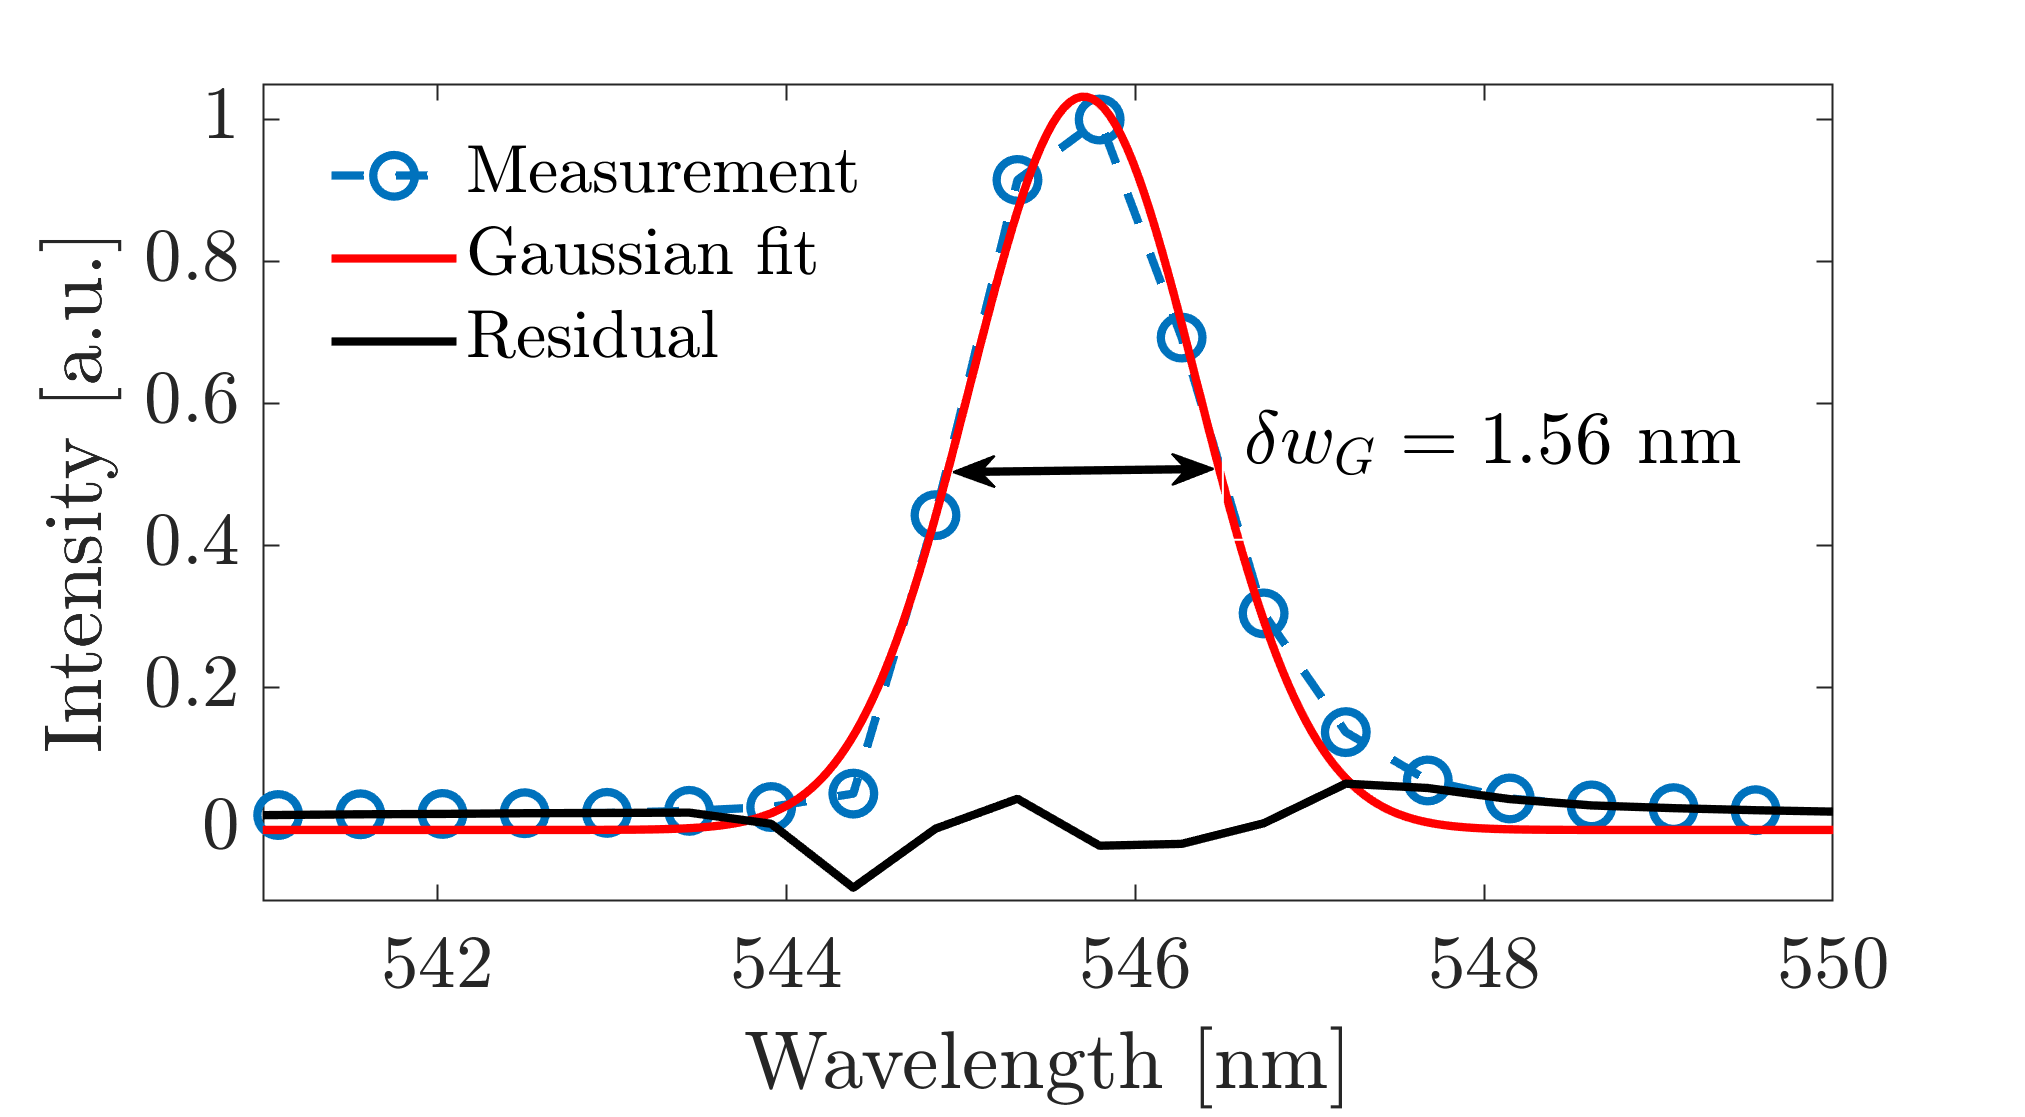 Measurement
Gaussian fit
Residual
δw_G = 1.56 nm
Intensity [a.u.]
1
0.8
0.6
0.4
0.2
0
542 544 546 548 550
Wavelength [nm]